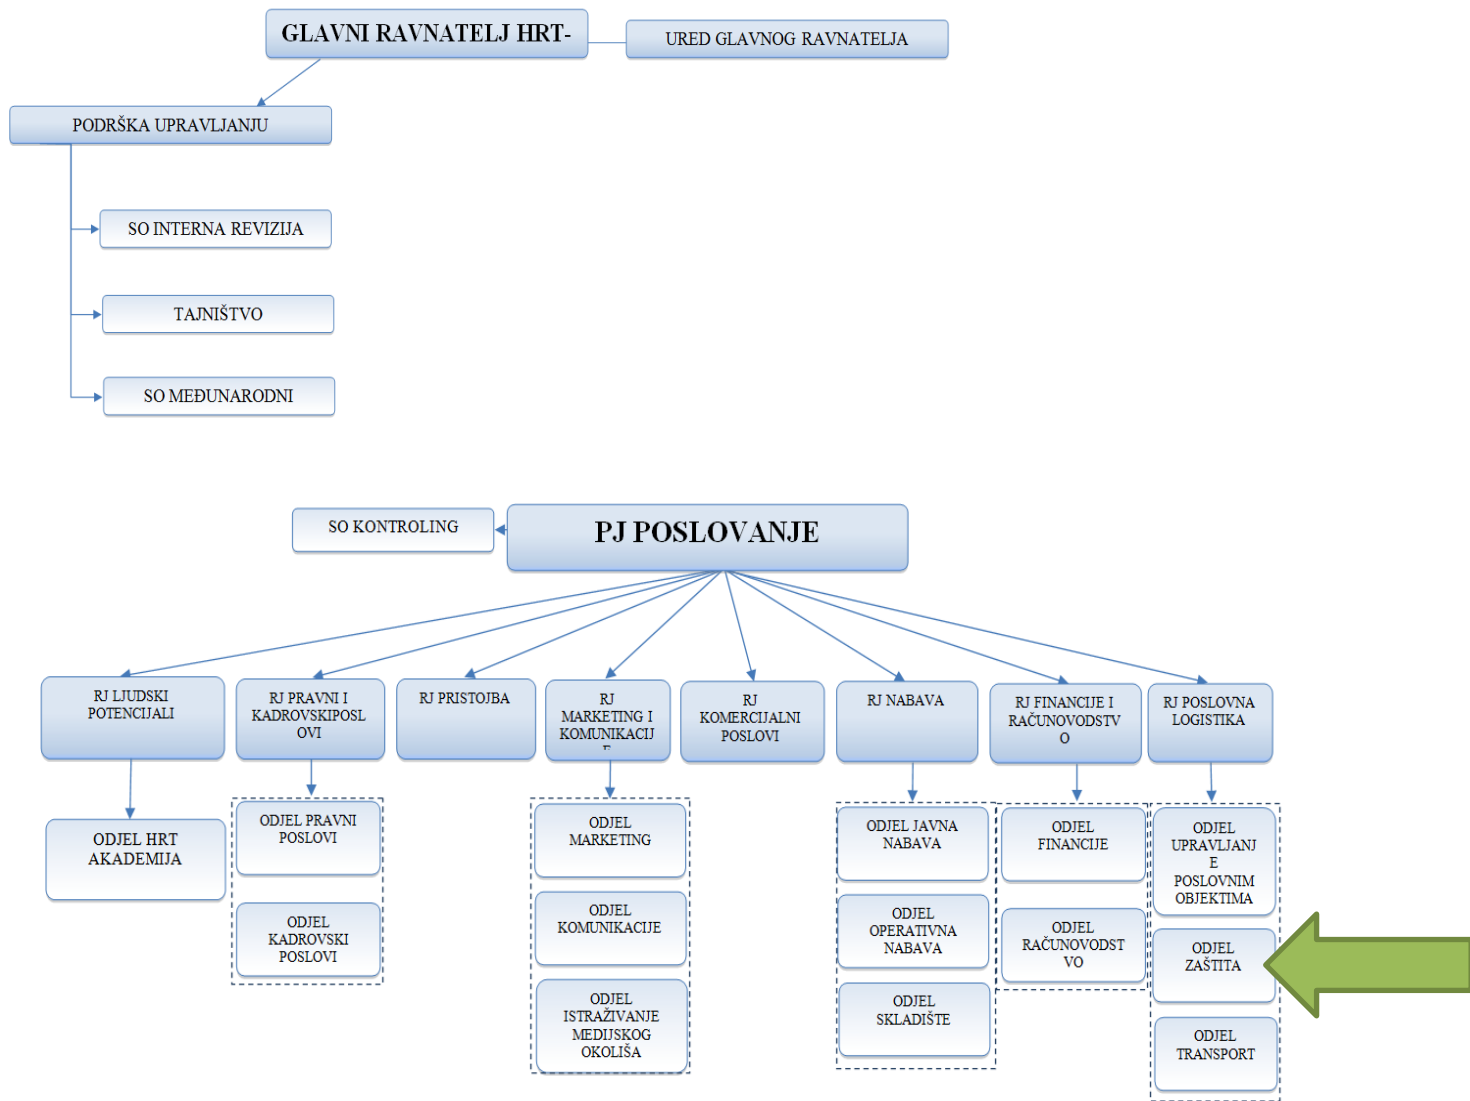 GLAVNI RAVNATELJ HRT-
URED GLAVNOG RAVNATELJA
PODRŠKA UPRAVLJANJU
SO INTERNA REVIZIJA
TAJNIŠTVO
SO MEĐUNARODNI
SO KONTROLING
PJ POSLOVANJE
RJ LJUDSKI
POTENCIJALI
RJ PRAVNI I
KADROVSKIPOSL
OVI
RJ PRISTOJBA
RJ
MARKETING I
KOMUNIKACIJ
E
RJ
KOMERCIJALNI
POSLOVI
RJ NABAVA
RJ FINANCIJE I
RAČUNOVODSTV
O
RJ POSLOVNA
LOGISTIKA
ODJEL HRT
AKADEMIJA
ODJEL PRAVNI
POSLOVI
ODJEL
KADROVSKI
POSLOVI
ODJEL
MARKETING
ODJEL
KOMUNIKACIJE
ODJEL
ISTRAŽIVANJE
MEDIJSKOG
OKOLIŠA
ODJEL JAVNA
NABAVA
ODJEL
OPERATIVNA
NABAVA
ODJEL
SKLADIŠTE
ODJEL
FINANCIJE
ODJEL
RAČUNOVODST
VO
ODJEL
UPRAVLJANJ
E
POSLOVNIM
OBJEKTIMA
ODJEL
ZAŠTITA
ODJEL
TRANSPORT